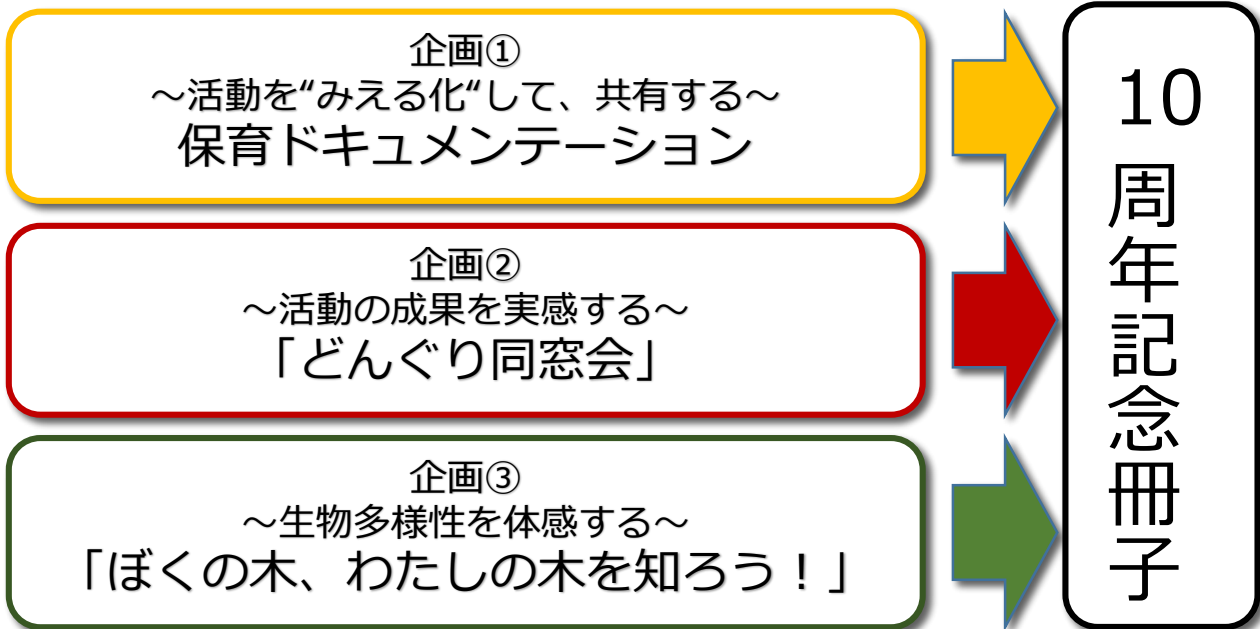 企画①
～活動を“みえる化“して、共有する～
保育ドキュメンテーション
企画②
～活動の成果を実感する～
「どんぐり同窓会」
企画③
～生物多様性を体感する～
「ぼくの木、わたしの木を知ろう！」
10周年記念冊子